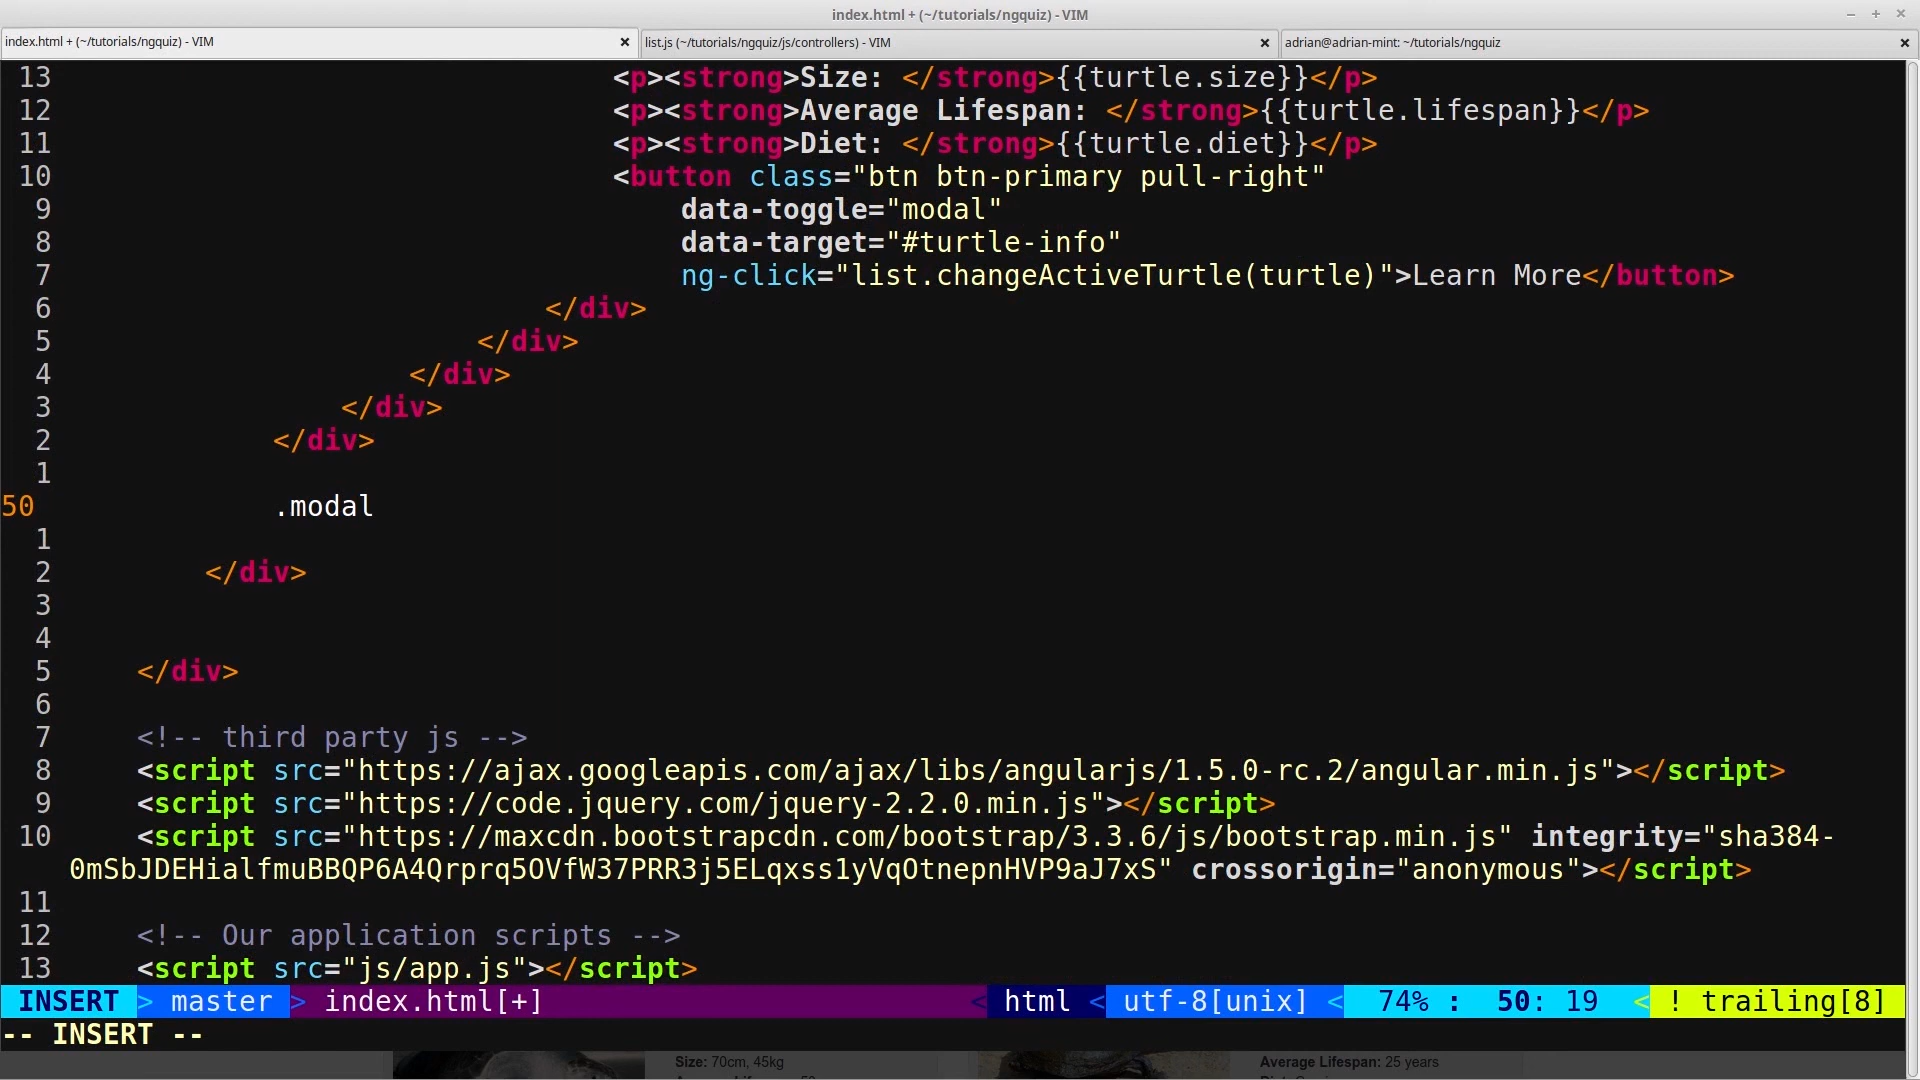 index.html + (~/tutorials/ngquiz) - VIM
index.html + (~/tutorials/ngquiz) - VIM
list.js (~/tutorials/ngquiz/js/controllers) - VIM
adrian@adrian-mint: ~/tutorials/ngquiz
13 <p><strong>Size: </strong>{{turtle.size}}</p>
12 <p><strong>Average Lifespan: </strong>{{turtle.lifespan}}</p>
11 <p><strong>Diet: </strong>{{turtle.diet}}</p>
10 <button class="btn btn-primary pull-right"
9 data-toggle="modal"
8 data-target="#turtle-info"
7 ng-click="list.changeActiveTurtle(turtle)">Learn More</button>
6 </div>
5 </div>
4 </div>
3 </div>
2 </div>
1
50 .modal
1
2 </div>
3
4
5 </div>
6
7 <!-- third party js -->
8 <script src="https://ajax.googleapis.com/ajax/libs/angularjs/1.5.0-rc.2/angular.min.js"></script>
9 <script src="https://code.jquery.com/jquery-2.2.0.min.js"></script>
10 <script src="https://maxcdn.bootstrapcdn.com/bootstrap/3.3.6/js/bootstrap.min.js" integrity="sha384-
0mSbJDEHialfmuBBQP6A4Qrprq5OVfW37PRR3j5ELqxss1yVqOtnepnHVP9aJ7xS" crossorigin="anonymous"></script>
11
12 <!-- Our application scripts -->
13 <script src="js/app.js"></script>
INSERT > master > index.html[+] < html < utf-8[unix] < 74% : 50: 19 < ! trailing[8]
-- INSERT --
Size: 70cm, 45kg
Average Lifespan: 25 years